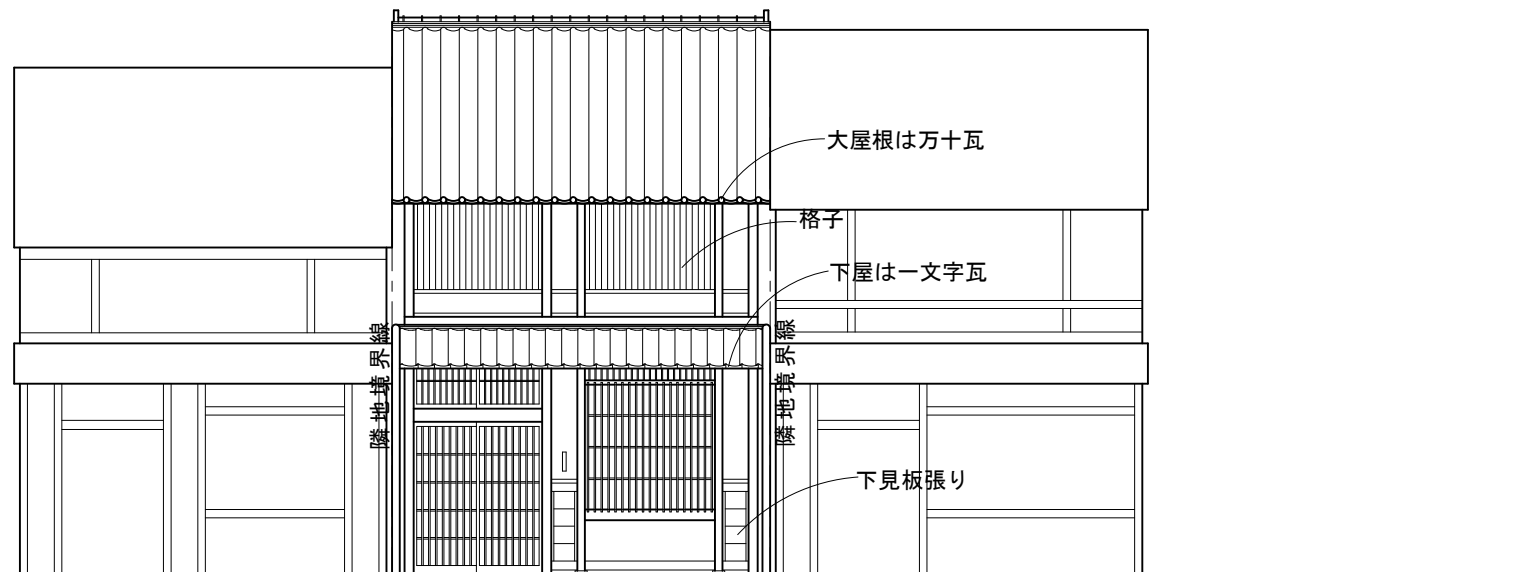 大屋根は万十瓦
格子
下屋は一文字瓦
隣地境界線
隣地境界線
下見板張り